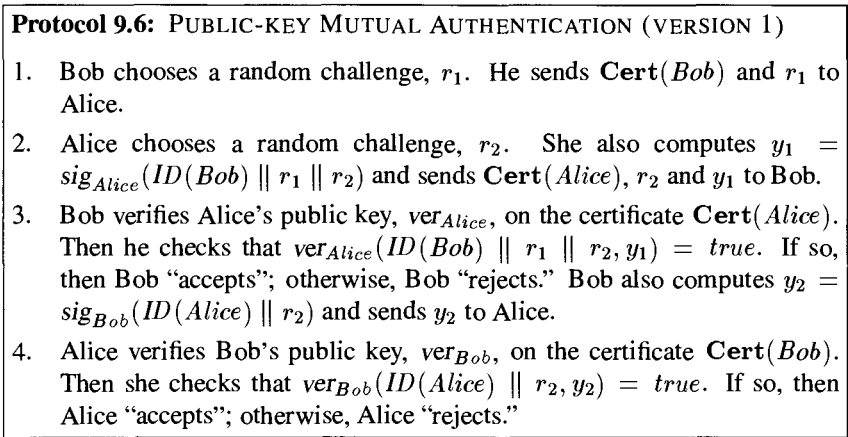 Protocol 9.6: PUBLIC-KEY MUTUAL AUTHENTICATION (VERSION 1)
1. Bob chooses a random challenge, r₁. He sends Cert(Bob) and r₁ to
Alice.
2. Alice chooses a random challenge, r₂. She also computes y₁ =
sig_Alice(ID(Bob) ∥ r₁ ∥ r₂) and sends Cert(Alice), r₂ and y₁ to Bob.
3. Bob verifies Alice's public key, ver_Alice, on the certificate Cert(Alice).
Then he checks that ver_Alice(ID(Bob) ∥ r₁ ∥ r₂, y₁) = true. If so,
then Bob “accepts”; otherwise, Bob “rejects.” Bob also computes y₂ =
sig_Bob(ID(Alice) ∥ r₂) and sends y₂ to Alice.
4. Alice verifies Bob's public key, ver_Bob, on the certificate Cert(Bob).
Then she checks that ver_Bob(ID(Alice) ∥ r₂, y₂) = true. If so, then
Alice “accepts”; otherwise, Alice “rejects.”